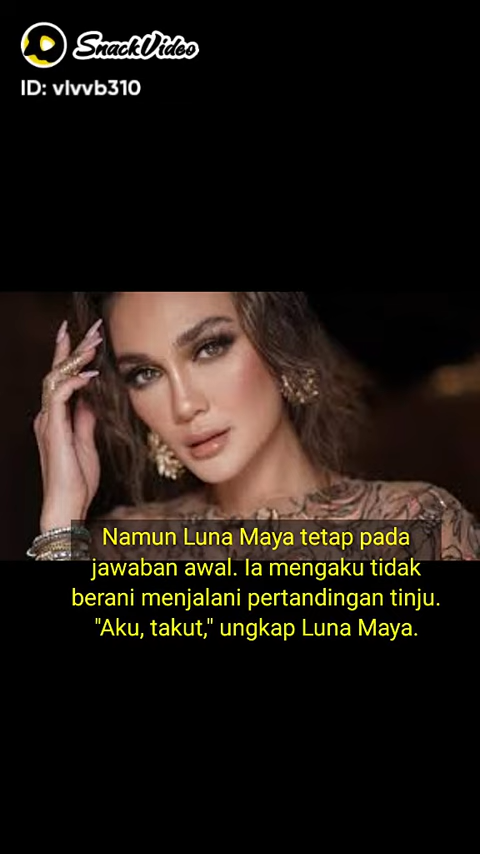 SnackVideo
ID: vlvvb310
Namun Luna Maya tetap pada
jawaban awal. Ia mengaku tidak
berani menjalani pertandingan tinju.
"Aku, takut," ungkap Luna Maya.